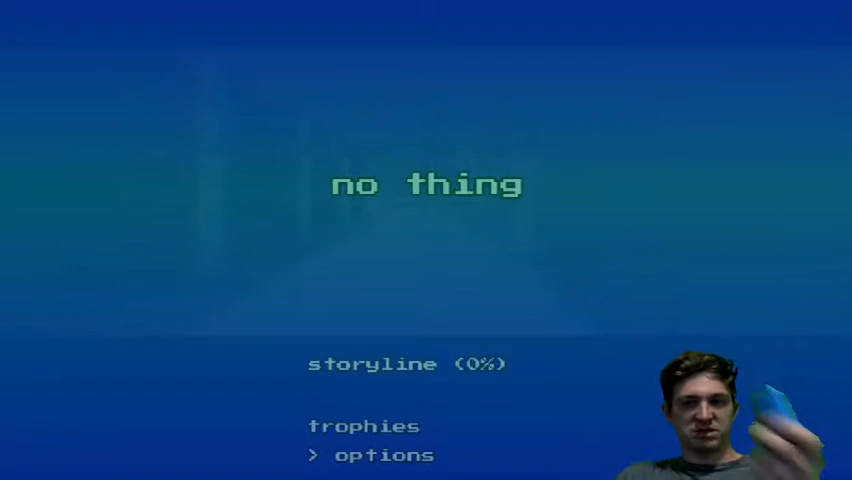 no thing
storyline (0%)
trophies
> options